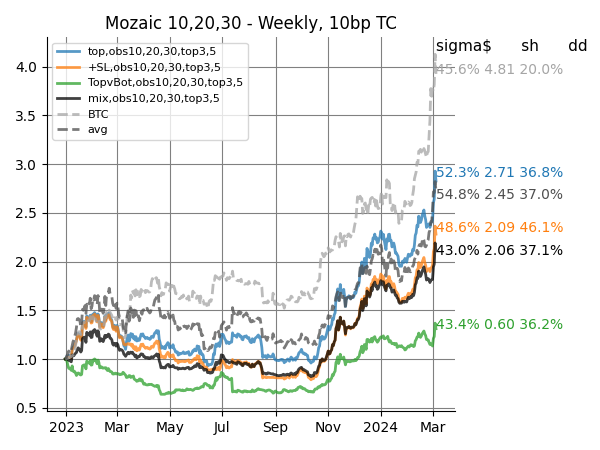 Mozaic 10,20,30 - Weekly, 10bp TC
sigma$ sh dd
top,obs10,20,30,top3,5
+SL,obs10,20,30,top3,5
TopvBot,obs10,20,30,top3,5
mix,obs10,20,30,top3,5
BTC
avg
45.6% 4.81 20.0%
52.3% 2.71 36.8%
54.8% 2.45 37.0%
48.6% 2.09 46.1%
43.0% 2.06 37.1%
43.4% 0.60 36.2%
4.0
3.5
3.0
2.5
2.0
1.5
1.0
0.5
2023 Mar May Jul Sep Nov 2024 Mar